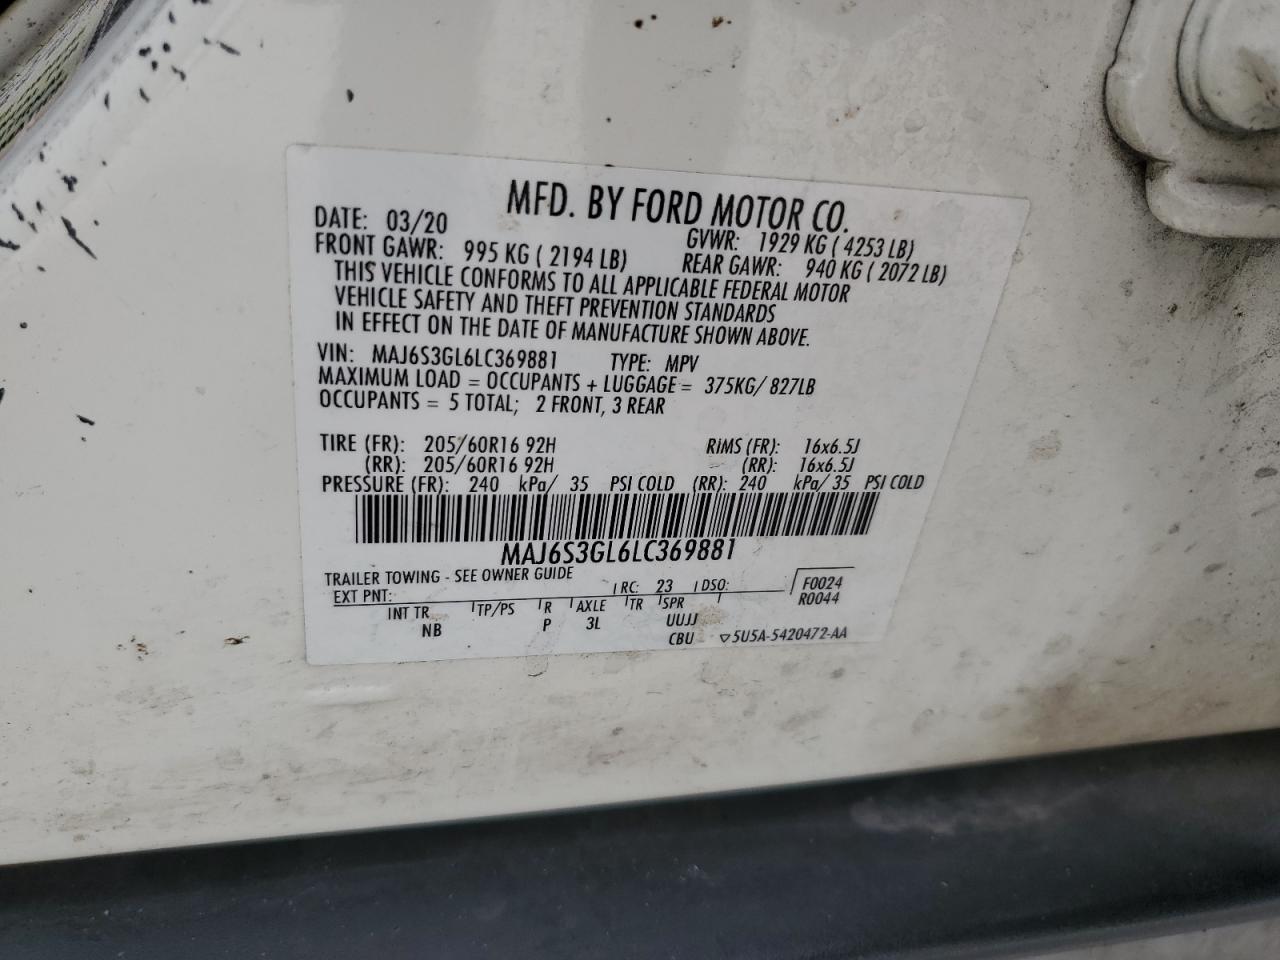 MFD. BY FORD MOTOR CO.
DATE: 03/20 GVWR: 1929 KG ( 4253 LB)
FRONT GAWR: 995 KG ( 2194 LB) REAR GAWR: 940 KG ( 2072 LB)
THIS VEHICLE CONFORMS TO ALL APPLICABLE FEDERAL MOTOR
VEHICLE SAFETY AND THEFT PREVENTION STANDARDS
IN EFFECT ON THE DATE OF MANUFACTURE SHOWN ABOVE.
VIN: MAJ6S3GL6LC369881 TYPE: MPV
MAXIMUM LOAD = OCCUPANTS + LUGGAGE = 375KG/ 827LB
OCCUPANTS = 5 TOTAL; 2 FRONT, 3 REAR
TIRE (FR): 205/60R16 92H RIMS (FR): 16x6.5J
(RR): 205/60R16 92H (RR): 16x6.5J
PRESSURE (FR): 240 kPa/ 35 PSI COLD (RR): 240 kPa/ 35 PSI COLD
MAJ6S3GL6LC369881
TRAILER TOWING - SEE OWNER GUIDE
EXT PNT: RC: 23 DSO: F0024
INT TR TP/PS R AXLE TR SPR R0044
NB P 3L UUJJ
CBU 5U5A-5420472-AA